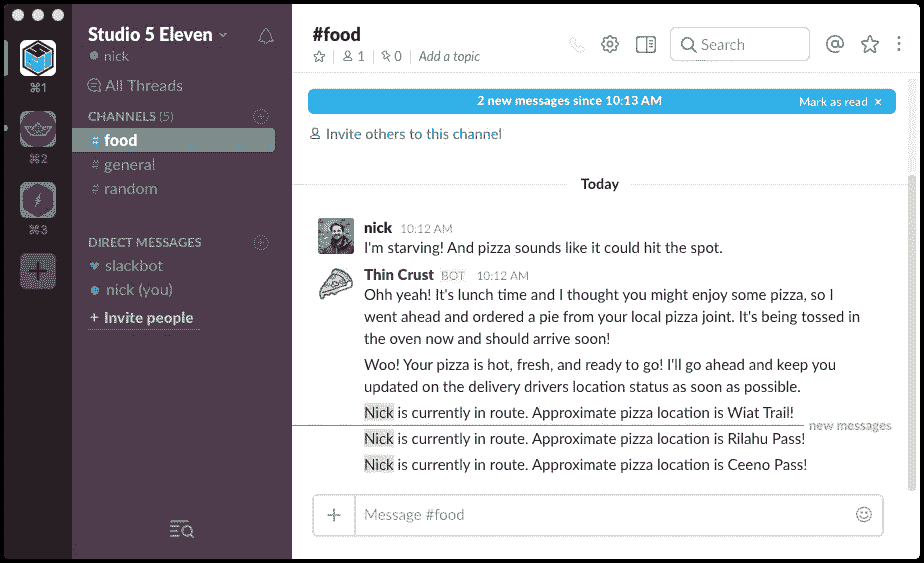 Studio 5 Eleven
nick
All Threads
CHANNELS (5)
# food
# general
# random
DIRECT MESSAGES
slackbot
nick (you)
+ Invite people
⌘1
⌘2
⌘3
#food
1
0
Add a topic
Search
2 new messages since 10:13 AM
Mark as read ×
Invite others to this channel
Today
nick 10:12 AM
I'm starving! And pizza sounds like it could hit the spot.
Thin Crust BOT 10:12 AM
Ohh yeah! It's lunch time and I thought you might enjoy some pizza, so I
went ahead and ordered a pie from your local pizza joint. It's being tossed in
the oven now and should arrive soon!
Woo! Your pizza is hot, fresh, and ready to go! I'll go ahead and keep you
updated on the delivery drivers location status as soon as possible.
Nick is currently in route. Approximate pizza location is Wiat Trail!
new messages
Nick is currently in route. Approximate pizza location is Rilahu Pass!
Nick is currently in route. Approximate pizza location is Ceeno Pass!
Message #food